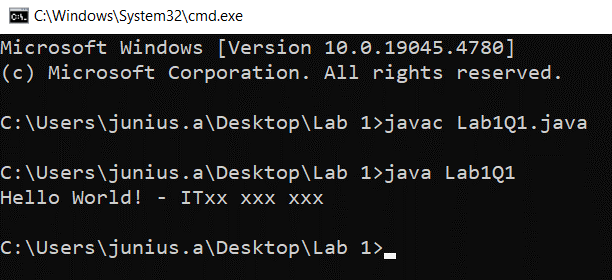 C:\Windows\System32\cmd.exe
Microsoft Windows [Version 10.0.19045.4780]
(c) Microsoft Corporation. All rights reserved.
C:\Users\junius.a\Desktop\Lab 1>javac Lab1Q1.java
C:\Users\junius.a\Desktop\Lab 1>java Lab1Q1
Hello World! - ITxx xxx xxx
C:\Users\junius.a\Desktop\Lab 1>